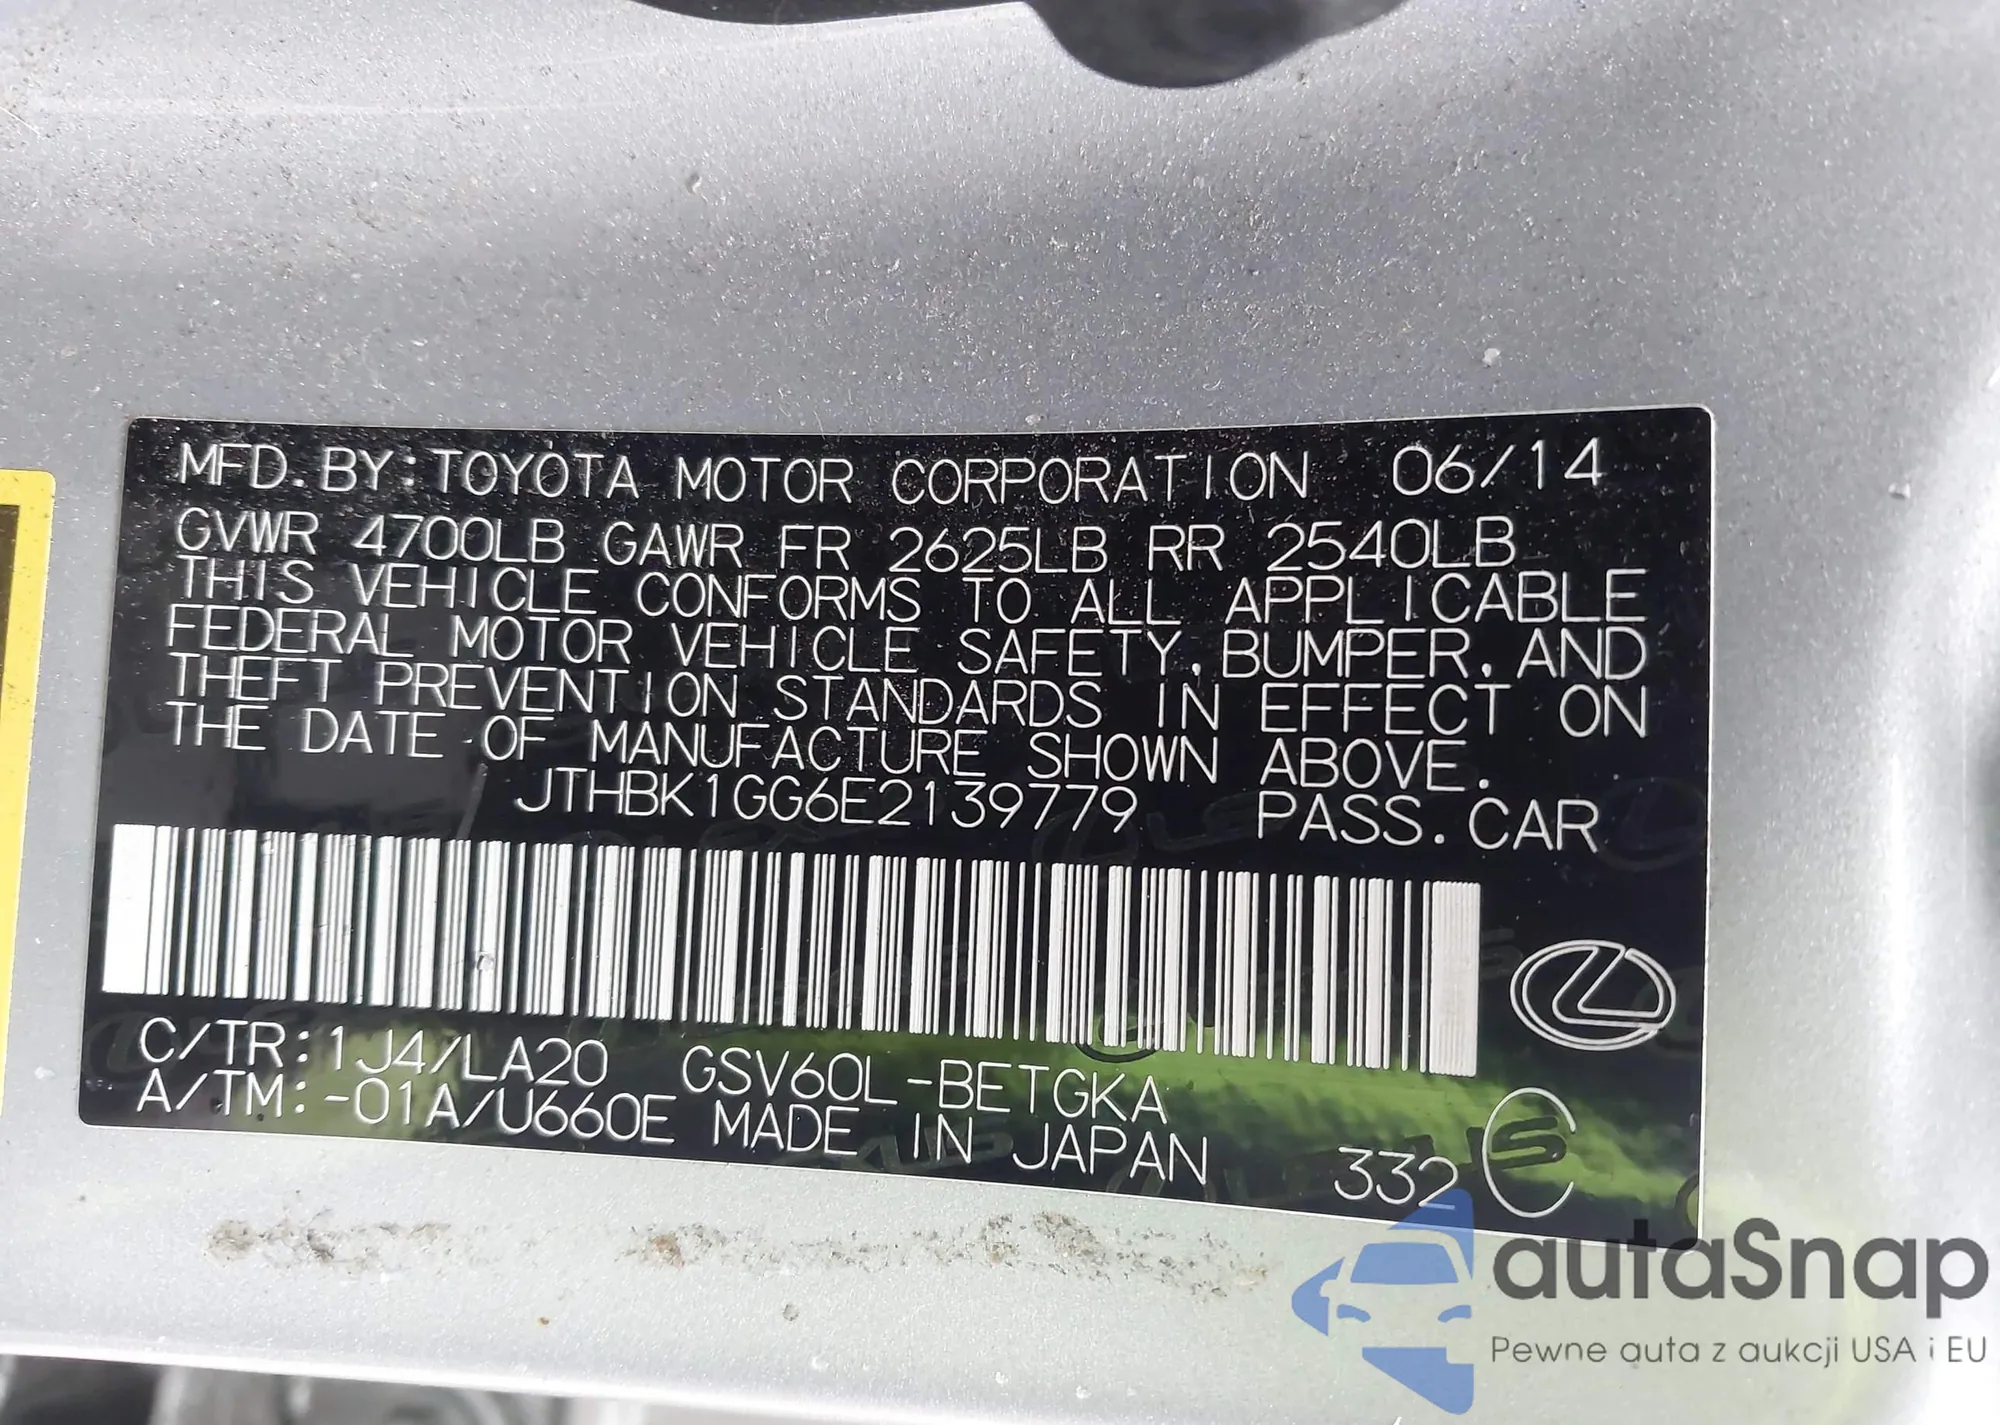 MFD.BY:TOYOTA MOTOR CORPORATION 06/14
GVWR 4700LB GAWR FR 2625LB RR 2540LB
THIS VEHICLE CONFORMS TO ALL APPLICABLE
FEDERAL MOTOR VEHICLE SAFETY,BUMPER,AND
THEFT PREVENTION STANDARDS IN EFFECT ON
THE DATE OF MANUFACTURE SHOWN ABOVE.
JTHBK1GG6E2139779 PASS.CAR
C/TR:1J4/LA20 GSV60L-BETGKA
A/TM:-01A/U660E MADE IN JAPAN 332
autaSnap
Pewne auta z aukcji USA i EU